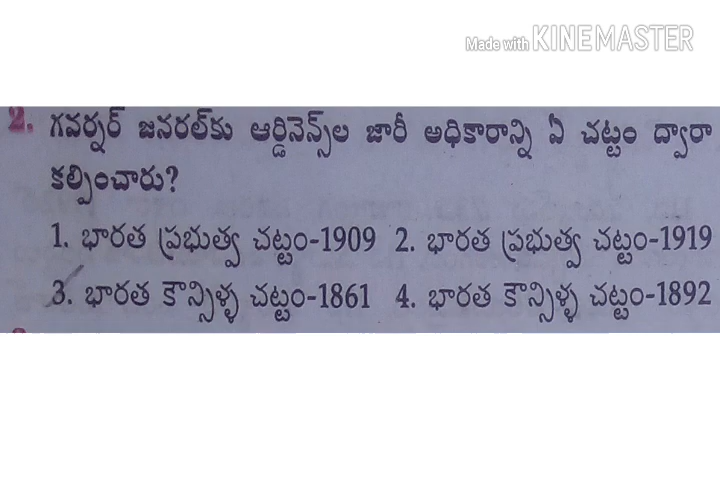 Made with KINEMASTER
2. గవర్నర్ జనరల్‌కు ఆర్డినెన్స్‌ల జారీ అధికారాన్ని ఏ చట్టం ద్వారా
కల్పించారు?
1. భారత ప్రభుత్వ చట్టం-1909 2. భారత ప్రభుత్వ చట్టం-1919
3. భారత కౌన్సిళ్ళ చట్టం-1861 4. భారత కౌన్సిళ్ళ చట్టం-1892